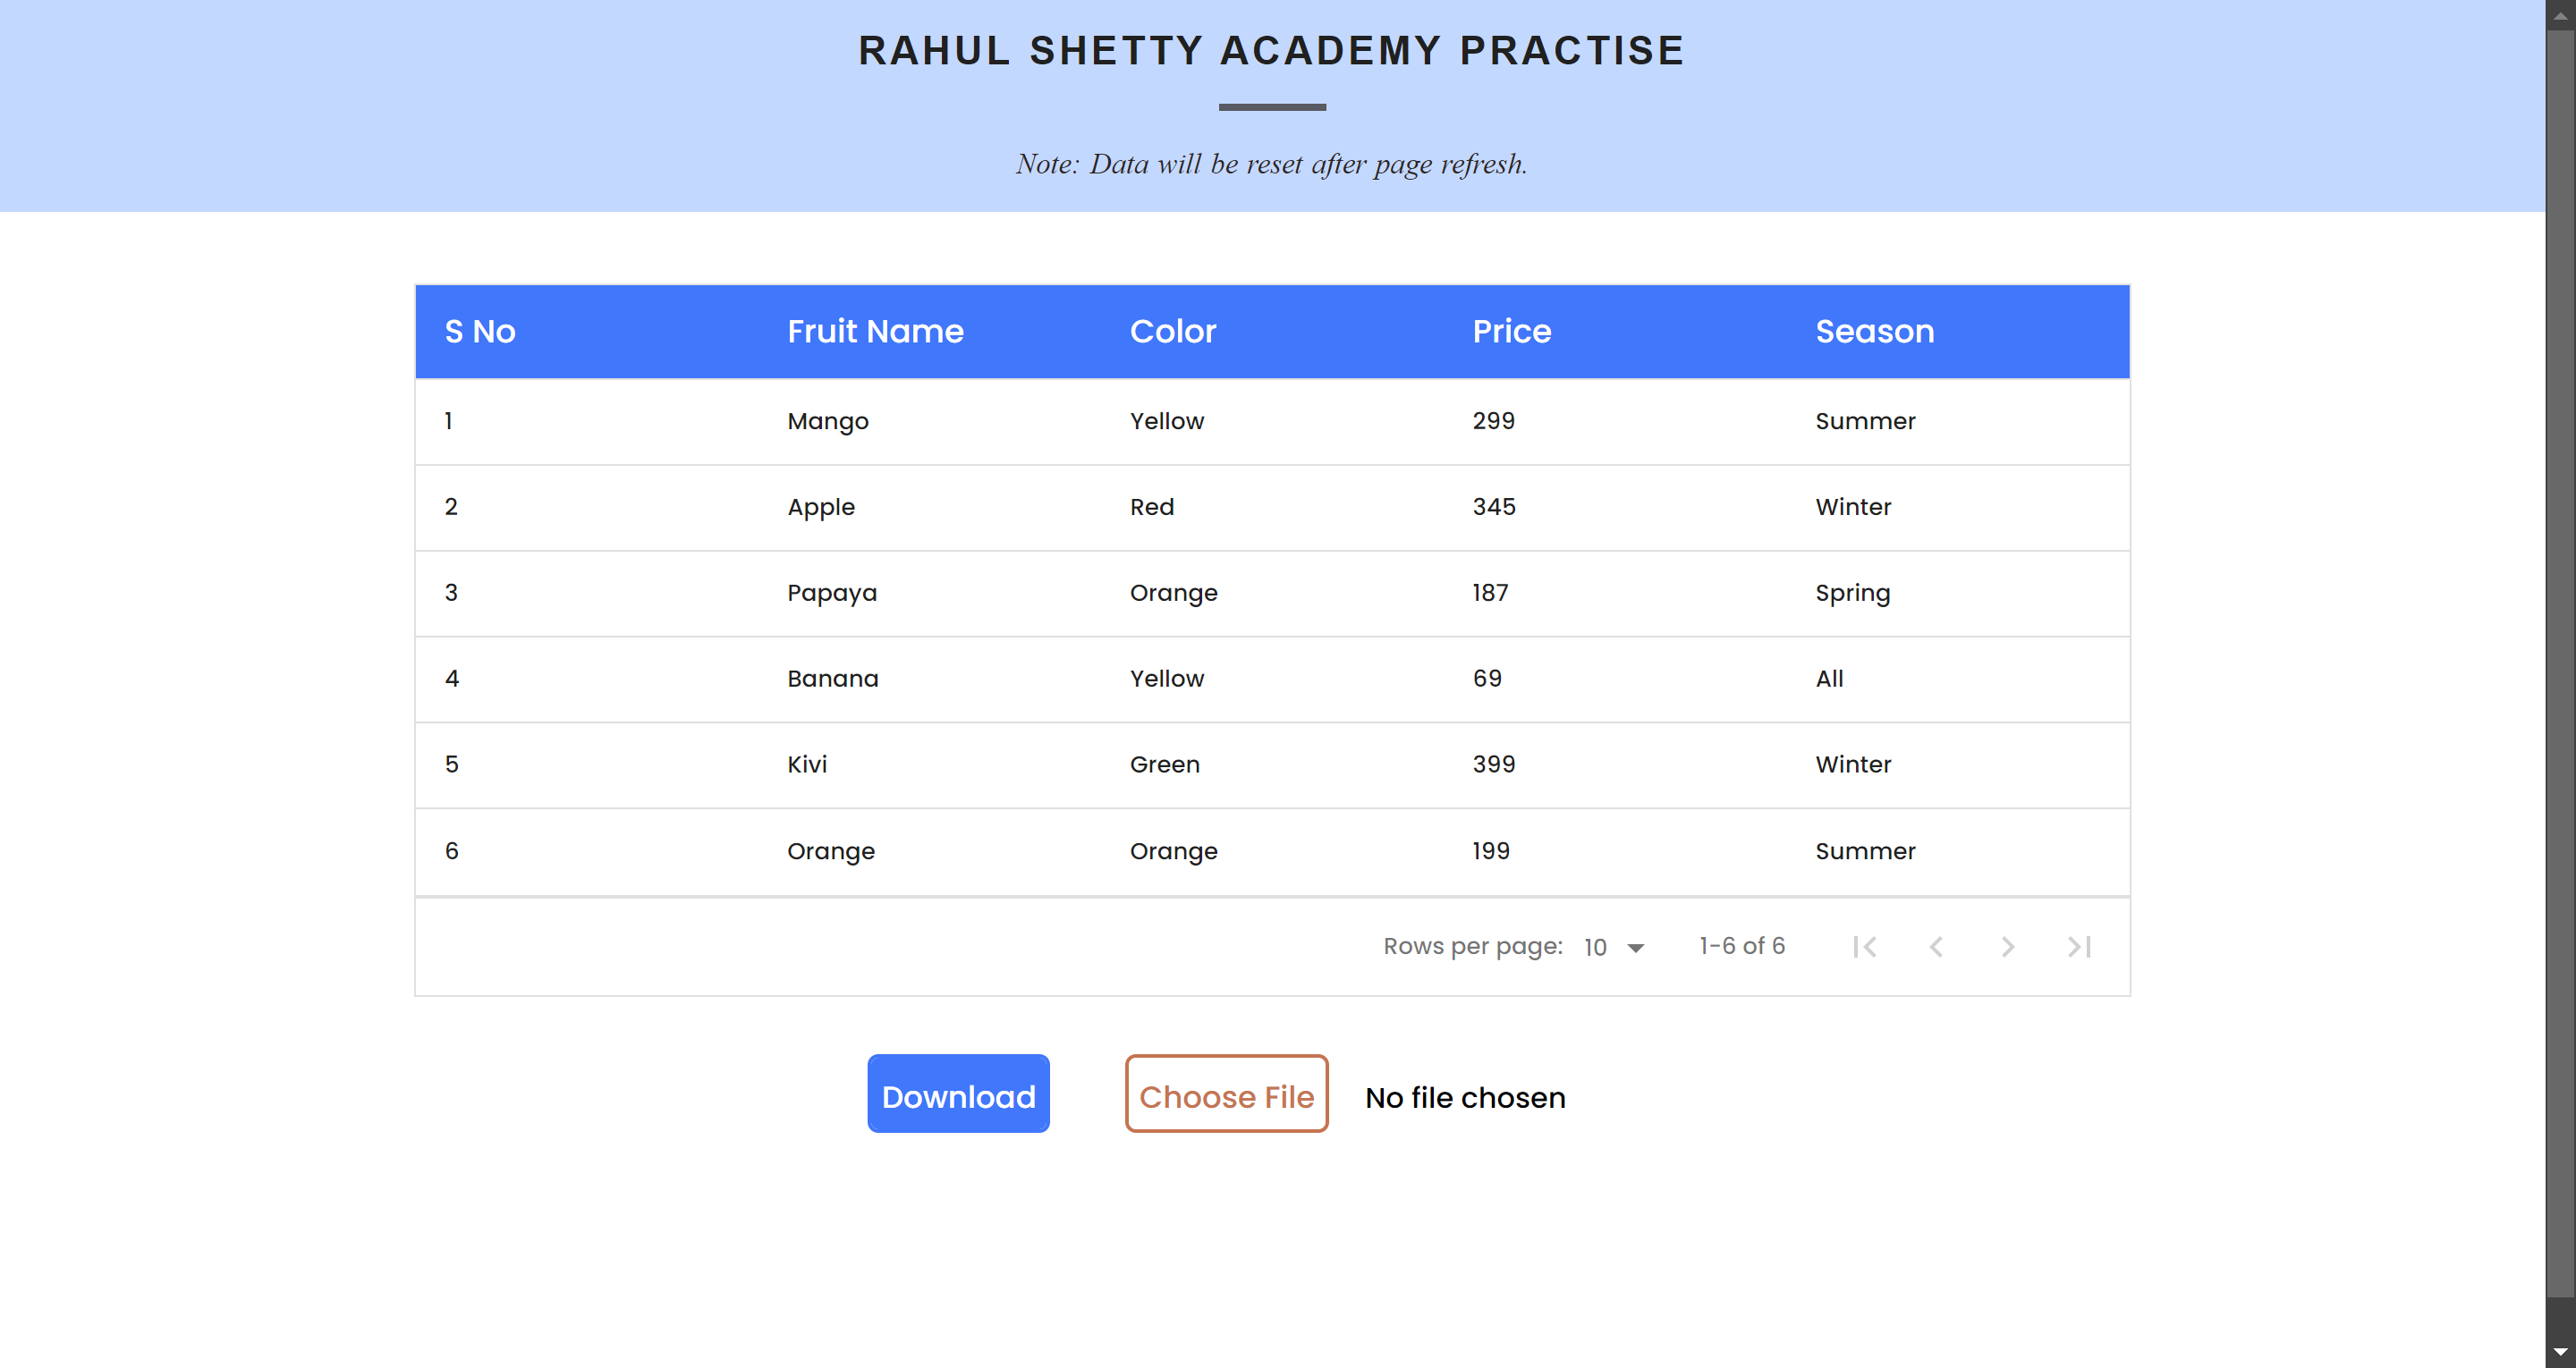 RAHUL SHETTY ACADEMY PRACTISE
Note: Data will be reset after page refresh.
S No Fruit Name Color Price Season
1 Mango Yellow 299 Summer
2 Apple Red 345 Winter
3 Papaya Orange 187 Spring
4 Banana Yellow 69 All
5 Kivi Green 399 Winter
6 Orange Orange 199 Summer
Rows per page: 10 1-6 of 6
Download Choose File No file chosen